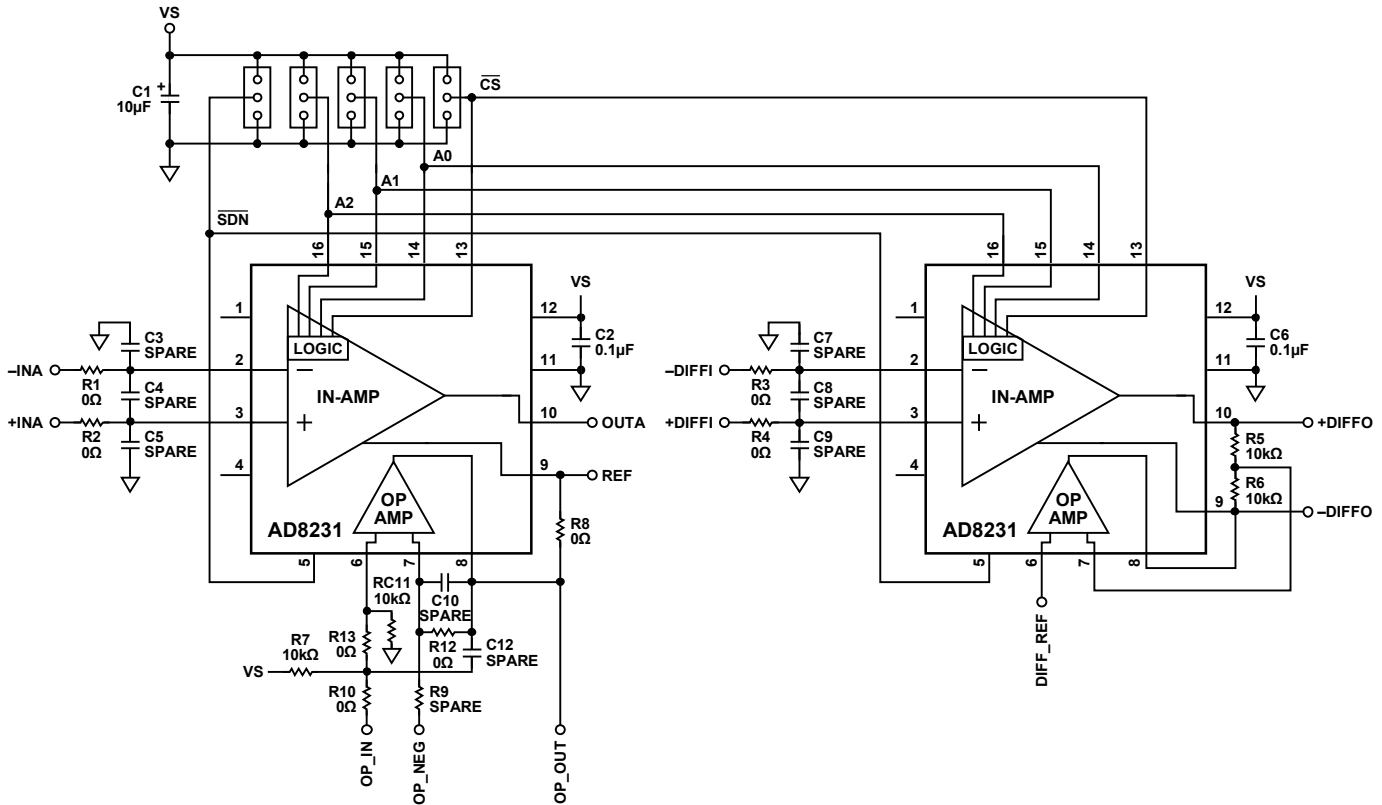 VS
C1
10µF
+
CS
A0
A1
A2
SDN
16
15
14
13
1
2
3
4
5
6
7
8
9
10
11
12
LOGIC
IN-AMP
−
+
OP
AMP
AD8231
VS
C2
0.1µF
C3
SPARE
–INA
R1
0Ω
C4
SPARE
+INA
R2
0Ω
C5
SPARE
OUTA
REF
R8
0Ω
RC11
10kΩ
C10
SPARE
R13
0Ω
R12
0Ω
C12
SPARE
R7
10kΩ
VS
R10
0Ω
R9
SPARE
OP_IN
OP_NEG
OP_OUT
16
15
14
13
1
2
3
4
5
6
7
8
9
10
11
12
LOGIC
IN-AMP
−
+
OP
AMP
AD8231
VS
C6
0.1µF
C7
SPARE
–DIFFI
R3
0Ω
C8
SPARE
+DIFFI
R4
0Ω
C9
SPARE
+DIFFO
R5
10kΩ
R6
10kΩ
–DIFFO
DIFF_REF